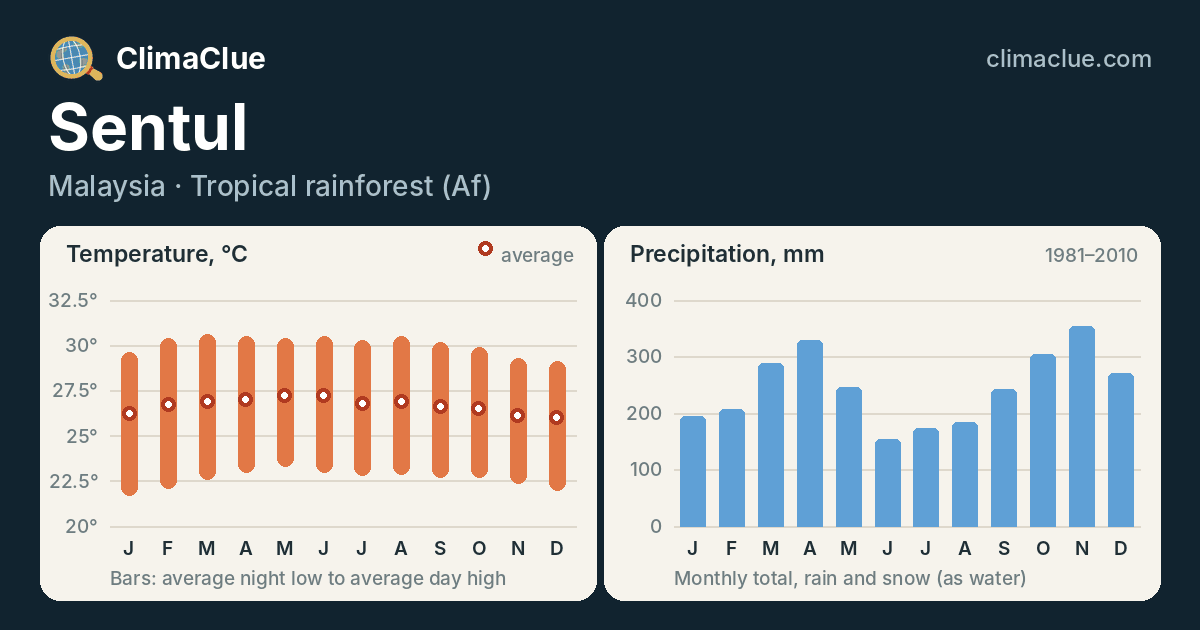 ClimaClue
climaclue.com
Sentul
Malaysia · Tropical rainforest (Af)
Temperature, °C
average
32.5°
30°
27.5°
25°
22.5°
20°
J F M A M J J A S O N D
Bars: average night low to average day high
Precipitation, mm
1981–2010
400
300
200
100
0
J F M A M J J A S O N D
Monthly total, rain and snow (as water)